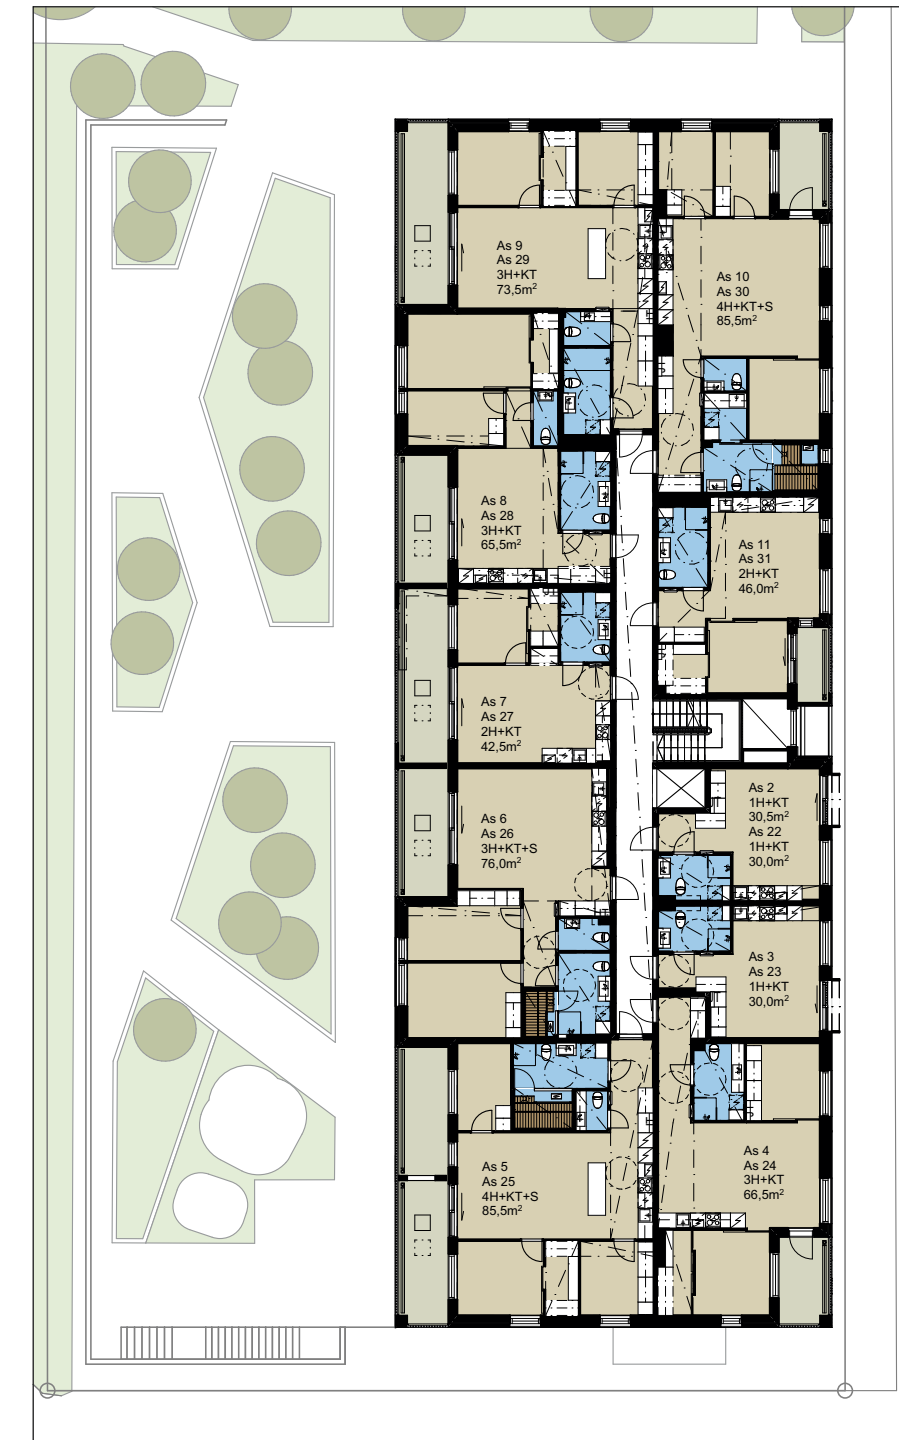 As 9
As 29
3H+KT
73,5m²
As 10
As 30
4H+KT+S
85,5m²
As 8
As 28
3H+KT
65,5m²
As 11
As 31
2H+KT
46,0m²
As 7
As 27
2H+KT
42,5m²
As 2
1H+KT
30,5m²
As 22
1H+KT
30,0m²
As 6
As 26
3H+KT+S
76,0m²
As 3
As 23
1H+KT
30,0m²
As 4
As 24
3H+KT
66,5m²
As 5
As 25
4H+KT+S
85,5m²